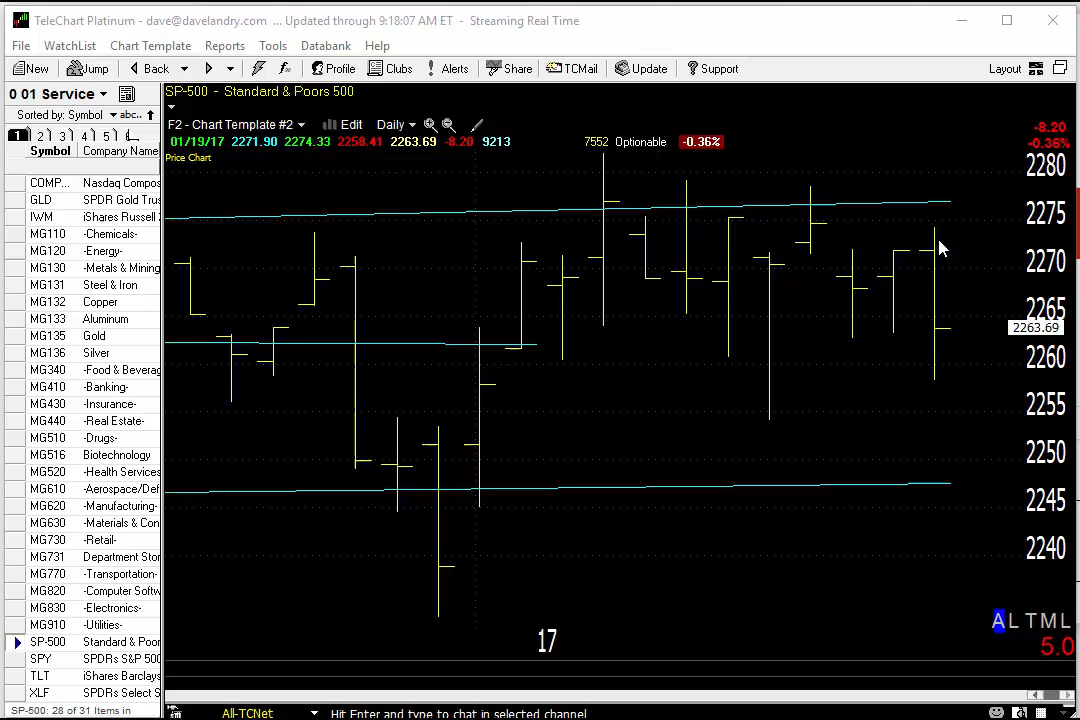 TeleChart Platinum - dave@davelandry.com ... Updated through 9:18:07 AM ET - Streaming Real Time
File WatchList Chart Template Reports Tools Databank Help
New Jump Back Profile Clubs Alerts Share TCMail Update Support Layout
0 01 Service
SP-500 - Standard & Poors 500
Sorted by: Symbol abc..
F2 - Chart Template #2 Edit Daily
1 2 3 4 5
01/19/17 2271.90 2274.33 2258.41 2263.69 -8.20 9213 7552 Optionable -0.36%
-8.20
-0.36%
Symbol Company Name
Price Chart
COMP... Nasdaq Compos
GLD SPDR Gold Trus
IWM iShares Russell 2
MG110 -Chemicals-
MG120 -Energy-
MG130 -Metals & Mining
MG131 Steel & Iron
MG132 Copper
MG133 Aluminum
MG135 Gold
MG136 Silver
MG340 -Food & Beverag
MG410 -Banking-
MG430 -Insurance-
MG440 -Real Estate-
MG510 -Drugs-
MG516 Biotechnology
MG520 -Health Services
MG610 -Aerospace/Def
MG620 -Manufacturing-
MG630 -Materials & Con
MG730 -Retail-
MG731 Department Stor
MG770 -Transportation-
MG820 -Computer Softw
MG830 -Electronics-
MG910 -Utilities-
SP-500 Standard & Poor
SPY SPDRs S&P 500
TLT iShares Barclays
XLF SPDRs Select S
2280
2275
2270
2265
2263.69
2260
2255
2250
2245
2240
17
A L T M L
5.0
SP-500: 28 of 31 Items in
All-TCNet Hit Enter and type to chat in selected channel